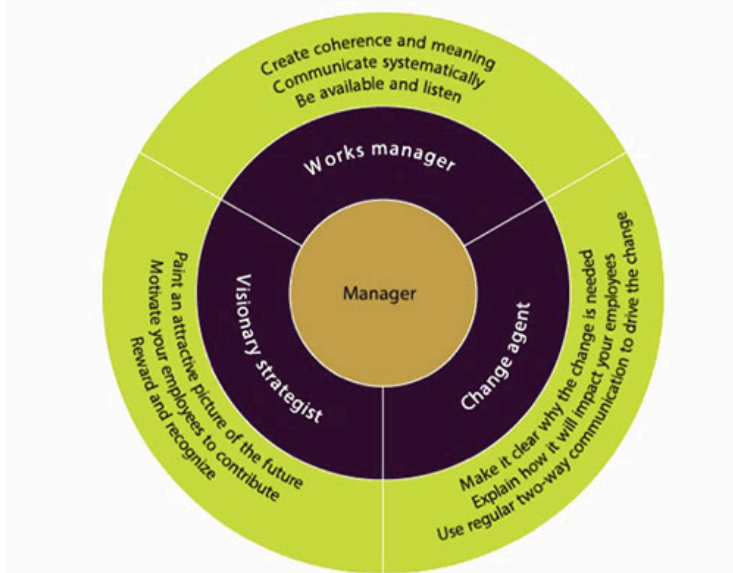 Create coherence and meaning
Communicate systematically
Be available and listen
Works manager
Manager
Visionary strategist
Paint an attractive picture of the future
Motivate your employees to contribute
Reward and recognize
Change agent
Make it clear why the change is needed
Explain how it will impact your employees
Use regular two-way communication to drive the change